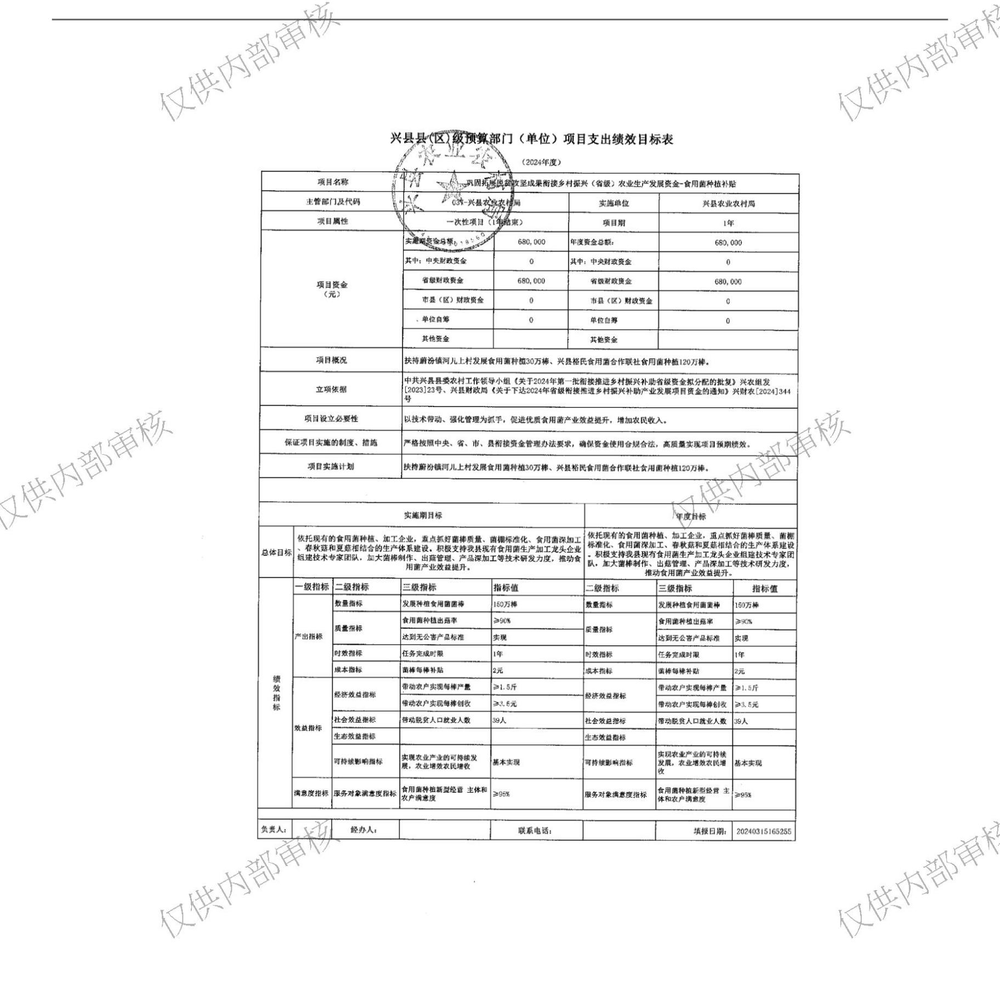 仅供内部审核
仅供内部审核
兴县县(区)级预算部门（单位）项目支出绩效目标表
（2024年度）
项目名称 巩固拓展脱贫攻坚成果衔接乡村振兴（省级）农业生产发展资金-食用菌种植补贴
主管部门及代码 037-兴县农业农村局 实施单位 兴县农业农村局
项目属性 一次性项目（1年结束） 项目期 1年
项目资金
（元）
实施期资金总额: 680,000 年度资金总额: 680,000
其中: 中央财政资金 0 其中: 中央财政资金 0
省级财政资金 680,000 省级财政资金 680,000
市县（区）财政资金 0 市县（区）财政资金 0
、单位自筹 0 单位自筹 0
其他资金 其他资金
项目概况 扶持蔚汾镇河儿上村发展食用菌种植30万棒、兴县裕民食用菌合作联社食用菌种植120万棒。
立项依据
中共兴县县委农村工作领导小组《关于2024年第一批衔接推进乡村振兴补助省级资金拟分配的批复》兴农组发
[2023]23号、兴县财政局《关于下达2024年省级衔接推进乡村振兴补助产业发展项目资金的通知》兴财农[2024]344
号
项目设立必要性 以技术带动、强化管理为抓手，促进优质食用菌产业效益提升，增加农民收入。
保证项目实施的制度、措施 严格按照中央、省、市、县衔接资金管理办法要求，确保资金使用合规合法，高质量实现项目预期绩效。
项目实施计划 扶持蔚汾镇河儿上村发展食用菌种植30万棒、兴县裕民食用菌合作联社食用菌种植120万棒。
仅供内部审核
仅供内部审核
实施期目标 年度目标
总体目标
依托现有的食用菌种植、加工企业，重点抓好菌棒质量、菌棚标准化、食用菌深加工
、春秋菇和夏菇相结合的生产体系建设。积极支持我县现有食用菌生产加工龙头企业
组建技术专家团队，加大菌棒制作、出菇管理、产品深加工等技术研发力度，推动食
用菌产业效益提升。
依托现有的食用菌种植、加工企业，重点抓好菌棒质量、菌棚
标准化、食用菌深加工、春秋菇和夏菇相结合的生产体系建设
。积极支持我县现有食用菌生产加工龙头企业组建技术专家团
队，加大菌棒制作、出菇管理、产品深加工等技术研发力度，
推动食用菌产业效益提升。
绩效指标
一级指标 二级指标 三级指标 指标值 二级指标 三级指标 指标值
产出指标
数量指标 发展种植食用菌菌棒 150万棒 数量指标 发展种植食用菌菌棒 150万棒
质量指标 食用菌种植出菇率 ≥90% 质量指标 食用菌种植出菇率 ≥90%
达到无公害产品标准 实现 达到无公害产品标准 实现
时效指标 任务完成时限 1年 时效指标 任务完成时限 1年
成本指标 菌棒每棒补贴 2元 成本指标 菌棒每棒补贴 2元
效益指标
经济效益指标 带动农户实现每棒产量 ≥1.5斤 经济效益指标 带动农户实现每棒产量 ≥1.5斤
带动农户实现每棒创收 ≥3.5元 带动农户实现每棒创收 ≥3.5元
社会效益指标 带动脱贫人口就业人数 39人 社会效益指标 带动脱贫人口就业人数 39人
生态效益指标 生态效益指标
可持续影响指标 实现农业产业的可持续发
展，农业增效农民增收 基本实现
可持续影响指标 实现农业产业的可持续
发展，农业增效农民增
收 基本实现
满意度指标 服务对象满意度指标 食用菌种植新型经营 主体和
农户满意度 ≥95%
服务对象满意度指标 食用菌种植新型经营 主
体和农户满意度 ≥95%
负责人: 经办人: 联系电话: 填报日期: 20240315165255
仅供内部审核
仅供内部审核